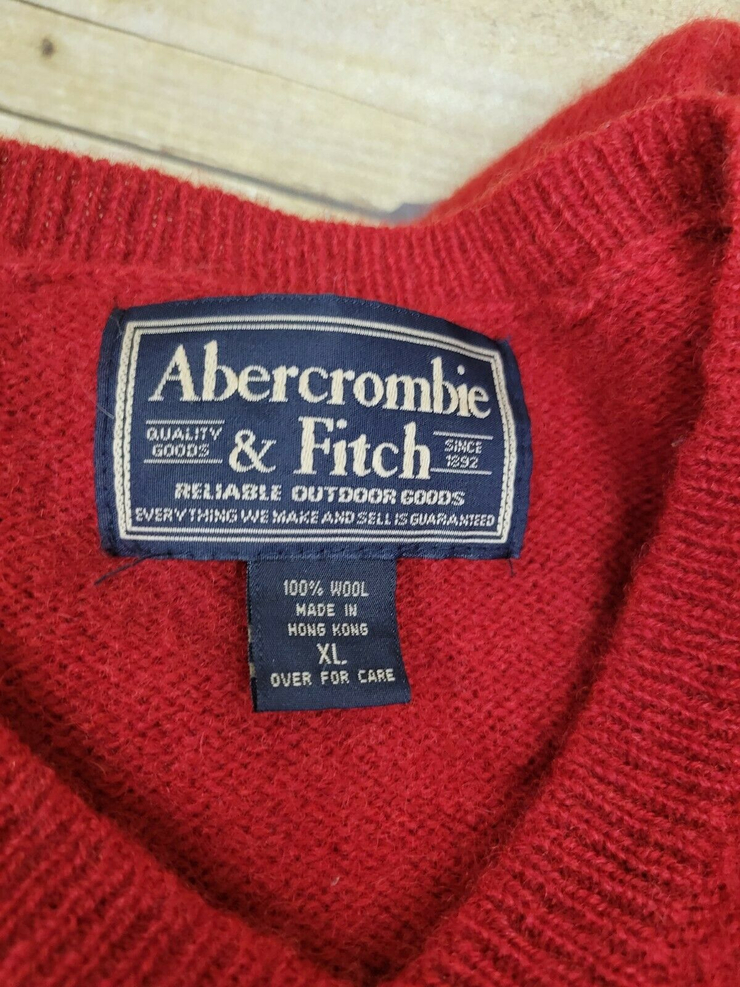 Abercrombie
QUALITY
GOODS
& Fitch
SINCE
1892
RELIABLE OUTDOOR GOODS
EVERYTHING WE MAKE AND SELL IS GUARANTEED
100% WOOL
MADE IN
HONG KONG
XL
OVER FOR CARE